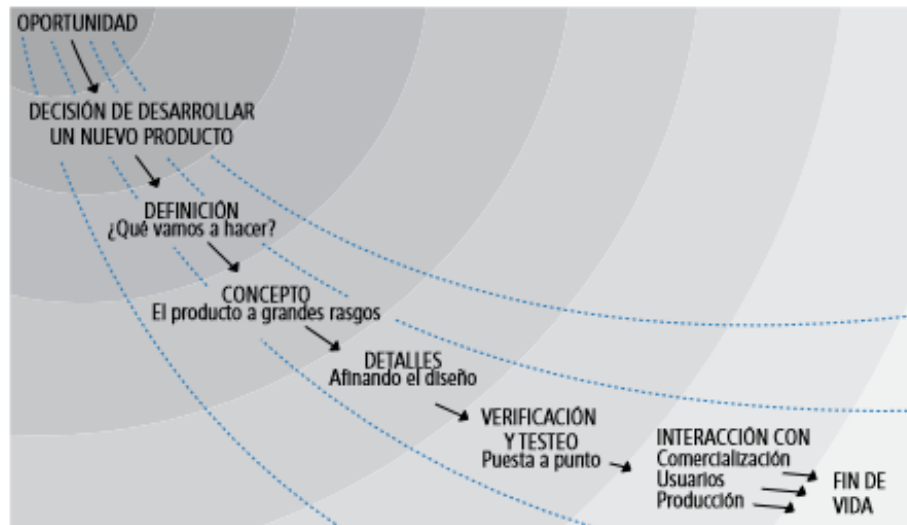 OPORTUNIDAD
DECISIÓN DE DESARROLLAR
UN NUEVO PRODUCTO
DEFINICIÓN
¿Qué vamos a hacer?
CONCEPTO
El producto a grandes rasgos
DETALLES
Afinando el diseño
VERIFICACIÓN
Y TESTEO
Puesta a punto
INTERACCIÓN CON
Comercialización
Usuarios
Producción
FIN DE
VIDA